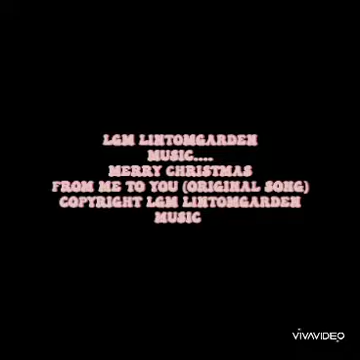 LGM LINTOMGARDEN
MUSIC....
MERRY CHRISTMAS
FROM ME TO YOU (ORIGINAL SONG)
COPYRIGHT LGM LINTOMGARDEN
MUSIC
VIVAVIDEO